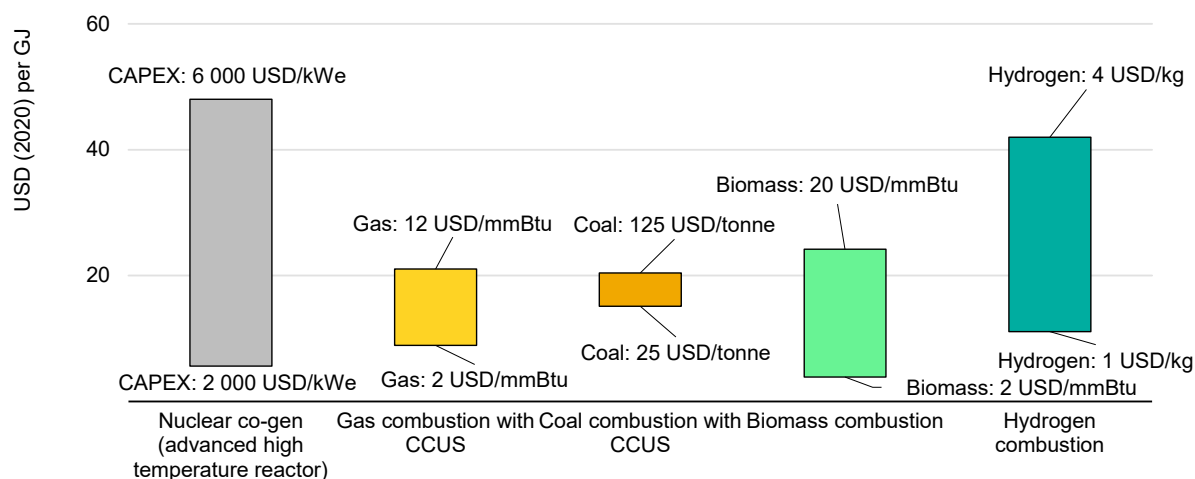 USD (2020) per GJ
60
40
20
CAPEX: 6 000 USD/kWe
CAPEX: 2 000 USD/kWe
Gas: 12 USD/mmBtu
Gas: 2 USD/mmBtu
Coal: 125 USD/tonne
Coal: 25 USD/tonne
Biomass: 20 USD/mmBtu
Biomass: 2 USD/mmBtu
Hydrogen: 4 USD/kg
Hydrogen: 1 USD/kg
Nuclear co-gen
(advanced high
temperature reactor)
Gas combustion with
CCUS
Coal combustion with
CCUS
Biomass combustion
Hydrogen
combustion